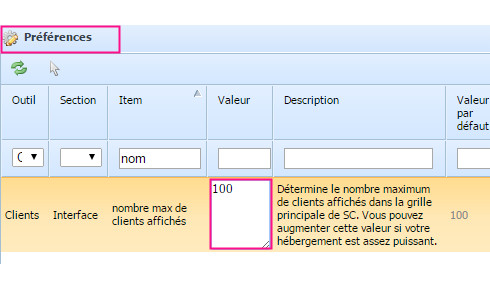 Préférences
Outil Section Item Valeur Description Valeur
par
défaut
nom
Clients Interface nombre max de
clients affichés
100
Détermine le nombre maximum
de clients affichés dans la grille
principale de SC. Vous pouvez
augmenter cette valeur si votre
hébergement est assez puissant.
100